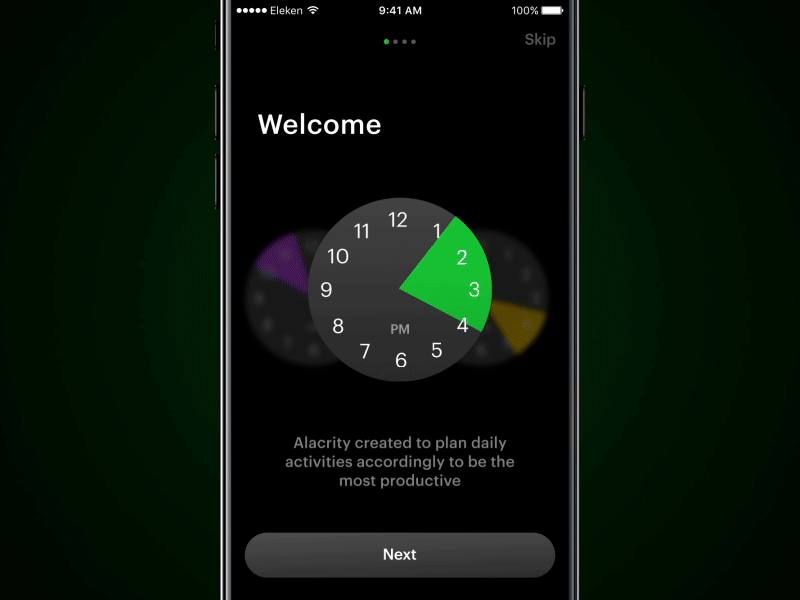 Eleken 9:41 AM 100%
Skip
Welcome
12
11 1
10 2
9 3
8 PM 4
7 5
6
Alacrity created to plan daily
activities accordingly to be the
most productive
Next